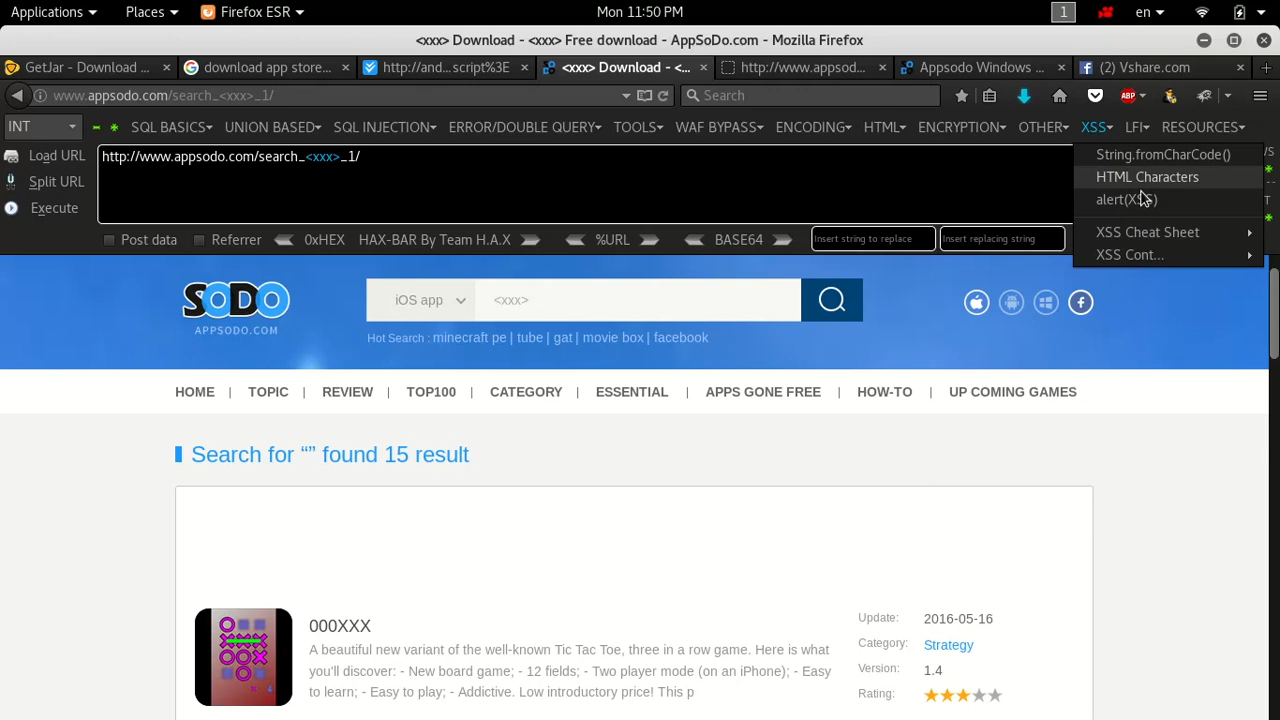 Applications Places Firefox ESR Mon 11:50 PM 1 en
<xxx> Download - <xxx> Free download - AppSoDo.com - Mozilla Firefox
GetJar - Download ... × download app store... × http://and...script%3E × <xxx> Download - <... × http://www.appsod... × Appsodo Windows ... × (2) Vshare.com ×
www.appsodo.com/search_<xxx>_1/ Search ABP
INT SQL BASICS UNION BASED SQL INJECTION ERROR/DOUBLE QUERY TOOLS WAF BYPASS ENCODING HTML ENCRYPTION OTHER XSS LFI RESOURCES
Load URL http://www.appsodo.com/search_<xxx>_1/
Split URL
Execute
String.fromCharCode()
HTML Characters
alert(XSS)
XSS Cheat Sheet
XSS Cont...
Post data Referrer 0xHEX HAX-BAR By Team H.A.X %URL BASE64 Insert string to replace Insert replacing string
SODO
APPSODO.COM
iOS app <xxx>
Hot Search : minecraft pe | tube | gat | movie box | facebook
HOME | TOPIC | REVIEW | TOP100 | CATEGORY | ESSENTIAL | APPS GONE FREE | HOW-TO | UP COMING GAMES
Search for “” found 15 result
000XXX
A beautiful new variant of the well-known Tic Tac Toe, three in a row game. Here is what
you'll discover: - New board game; - 12 fields; - Two player mode (on an iPhone); - Easy
to learn; - Easy to play; - Addictive. Low introductory price! This p
Update: 2016-05-16
Category: Strategy
Version: 1.4
Rating: